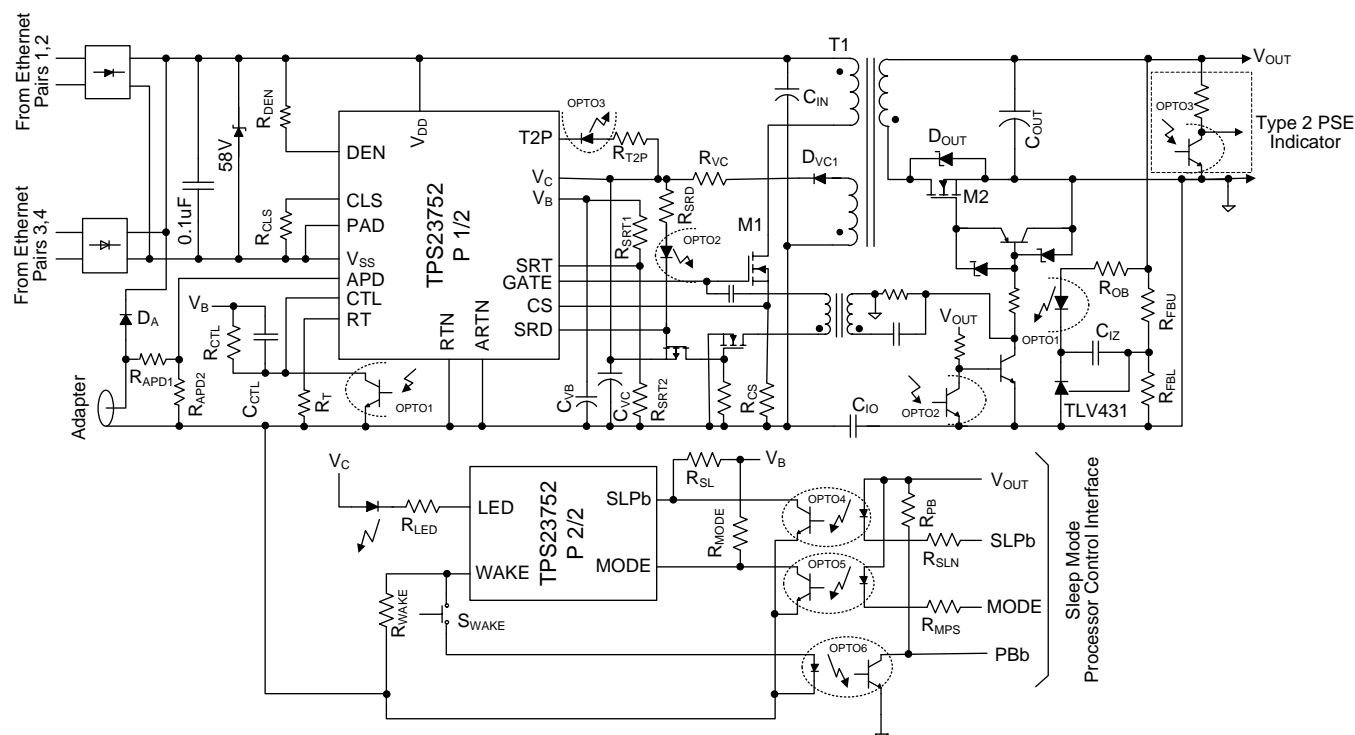 From Ethernet
Pairs 1,2
From Ethernet
Pairs 3,4
0.1uF
58V
RDEN
RCLS
DEN
CLS
PAD
VSS
APD
CTL
RT
VDD
TPS23752
P 1/2
RTN
ARTN
T2P
VC
VB
SRT
GATE
CS
SRD
OPTO3
RT2P
RVC
DVC1
RSRT1
RSRD
OPTO2
M1
CIN
T1
COUT
DOUT
M2
VOUT
OPTO3
Type 2 PSE
Indicator
DA
RAPD1
RAPD2
Adapter
VB
RCTL
CCTL
RT
OPTO1
CVB
CVC
RSRT2
RCS
CIO
VOUT
OPTO2
OPTO1
ROB
CIZ
RFBU
RFBL
TLV431
VC
RLED
LED
WAKE
TPS23752
P 2/2
SLPb
MODE
RSL
VB
RMODE
RWAKE
SWAKE
OPTO4
OPTO5
OPTO6
RPB
VOUT
RSLN
SLPb
RMPS
MODE
PBb
Sleep Mode
Processor Control Interface